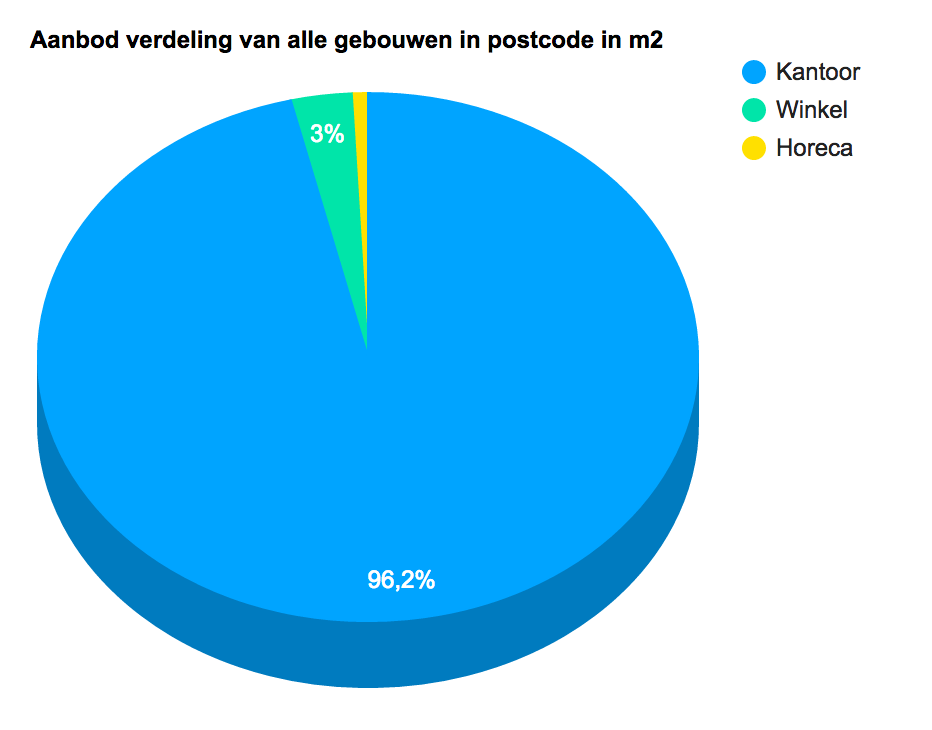 Aanbod verdeling van alle gebouwen in postcode in m2
Kantoor
Winkel
Horeca
3%
96,2%